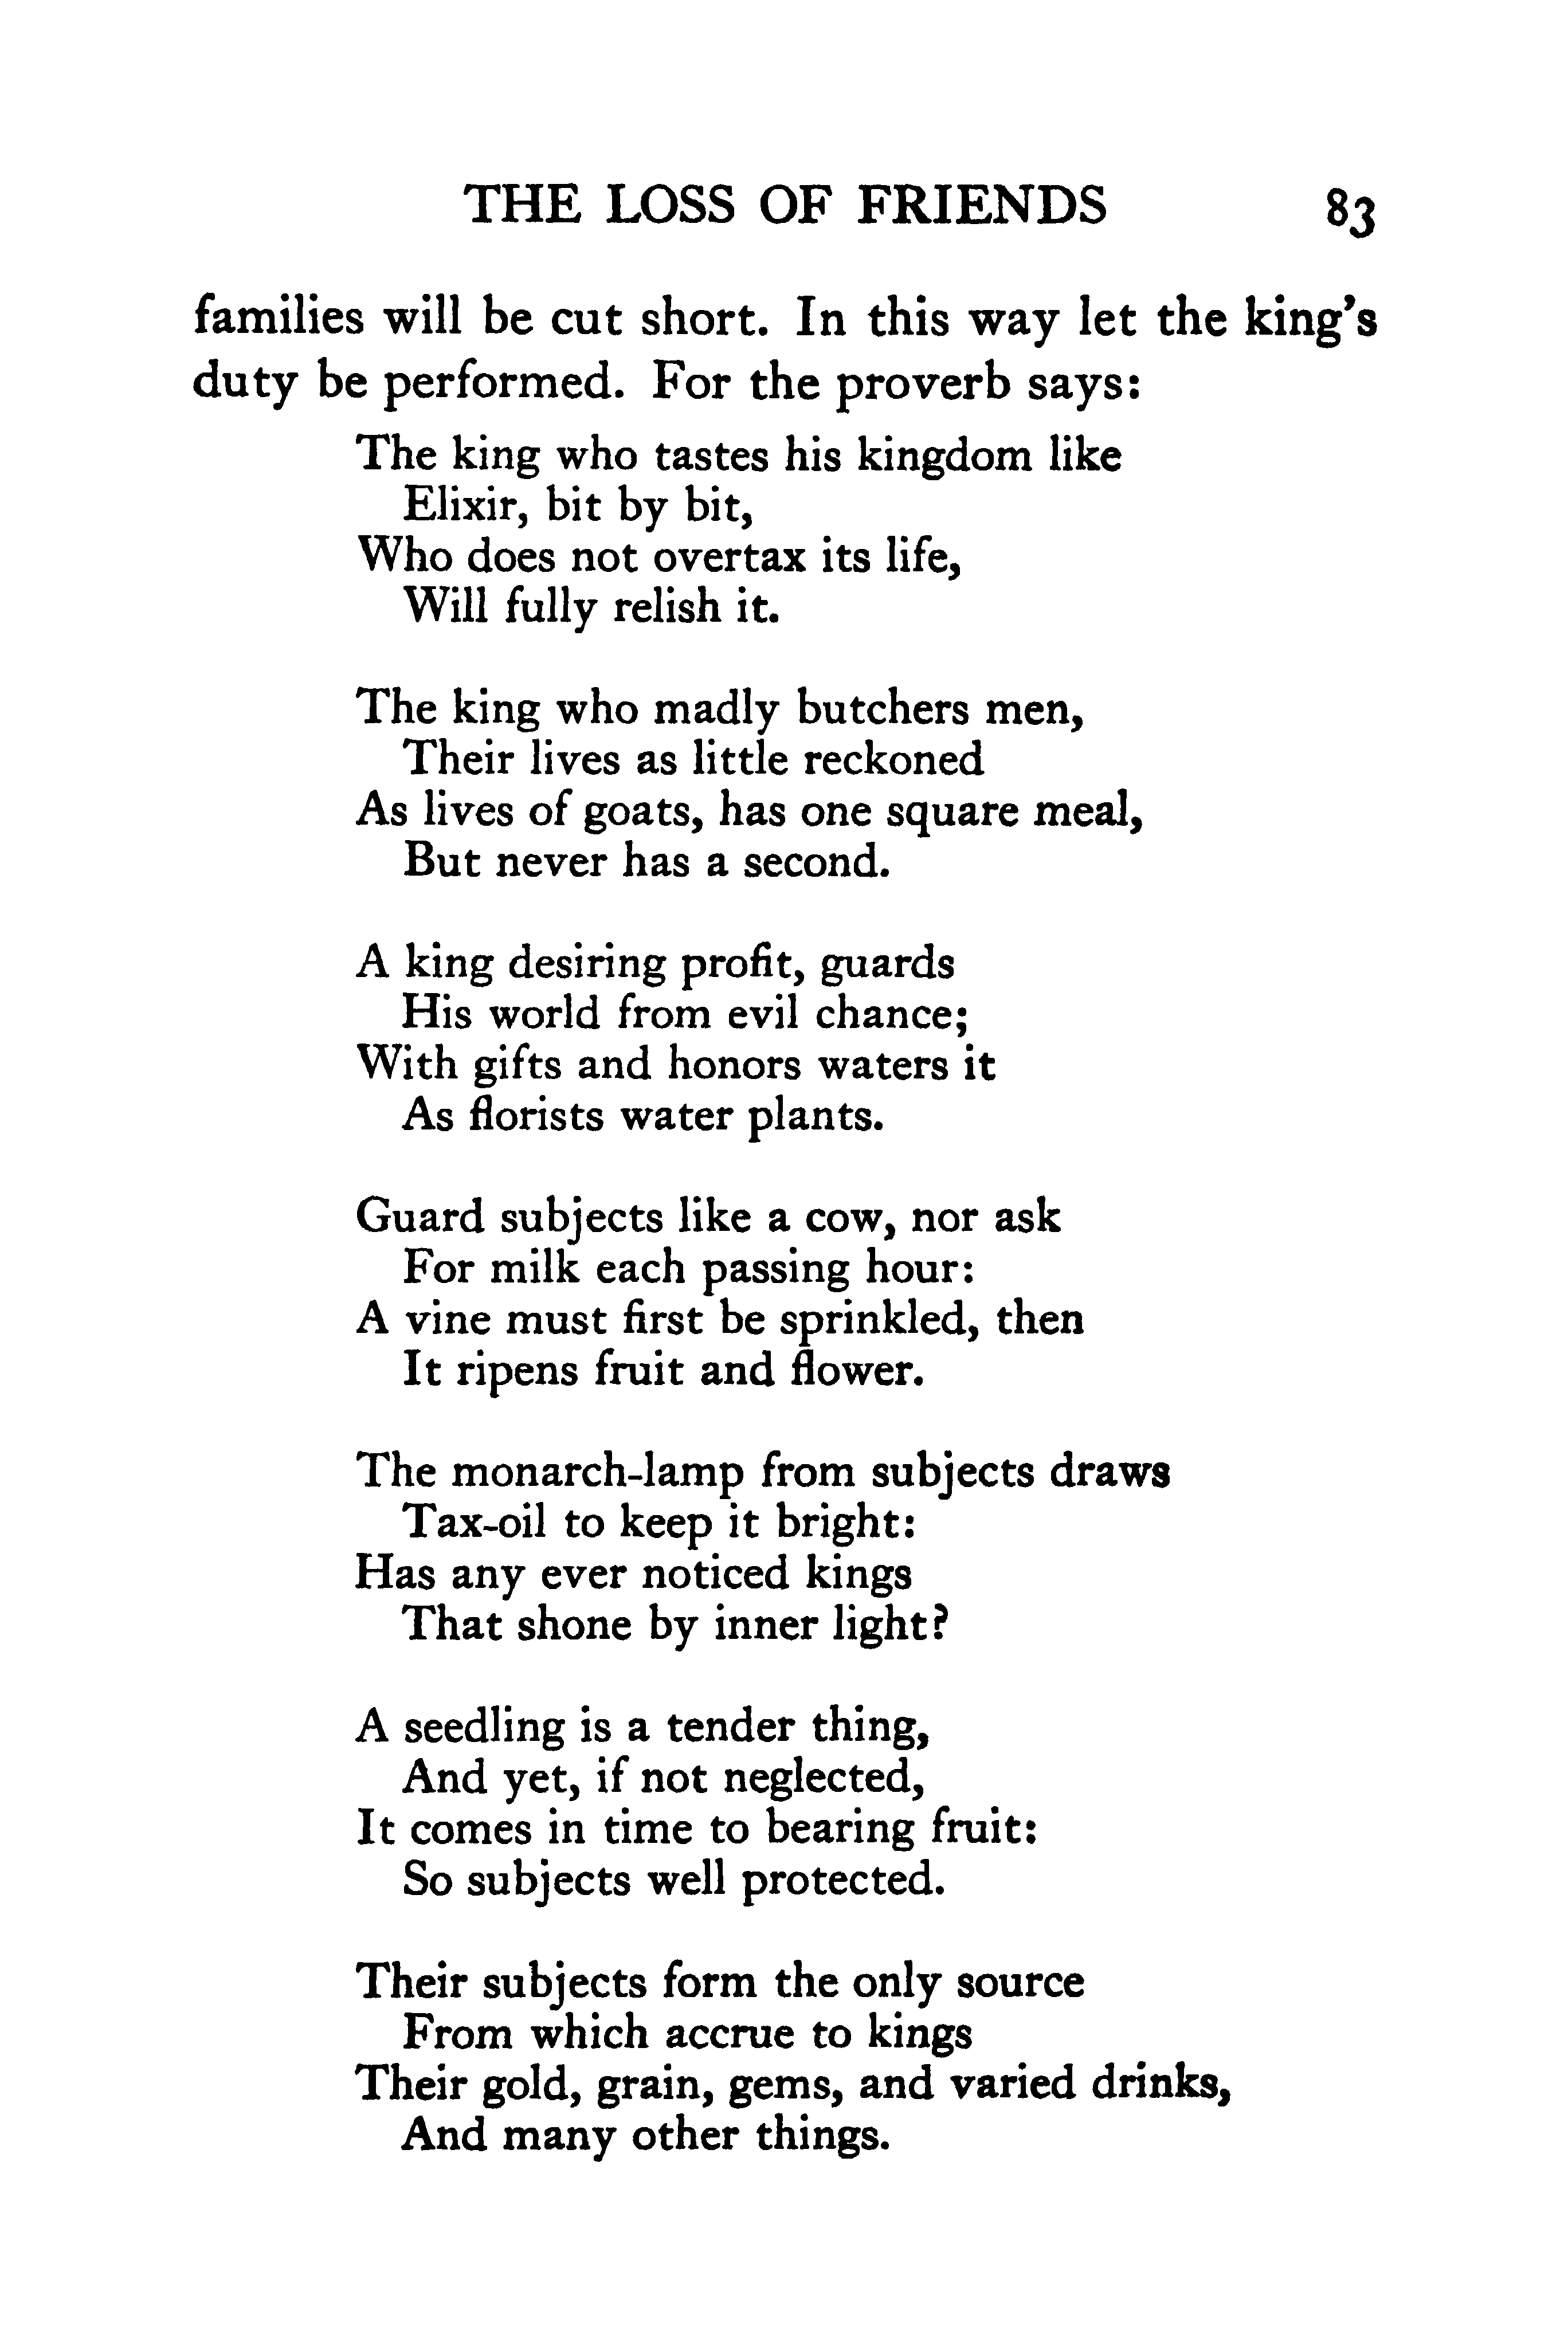 THE LOSS OF FRIENDS 83
families will be cut short. In this way let the king's
duty be performed. For the proverb says:
The king who tastes his kingdom like
Elixir, bit by bit,
Who does not overtax its life,
Will fully relish it.
The king who madly butchers men,
Their lives as little reckoned
As lives of goats, has one square meal,
But never has a second.
A king desiring profit, guards
His world from evil chance;
With gifts and honors waters it
As florists water plants.
Guard subjects like a cow, nor ask
For milk each passing hour:
A vine must first be sprinkled, then
It ripens fruit and flower.
The monarch-lamp from subjects draws
Tax-oil to keep it bright:
Has any ever noticed kings
That shone by inner light?
A seedling is a tender thing,
And yet, if not neglected,
It comes in time to bearing fruit:
So subjects well protected.
Their subjects form the only source
From which accrue to kings
Their gold, grain, gems, and varied drinks,
And many other things.